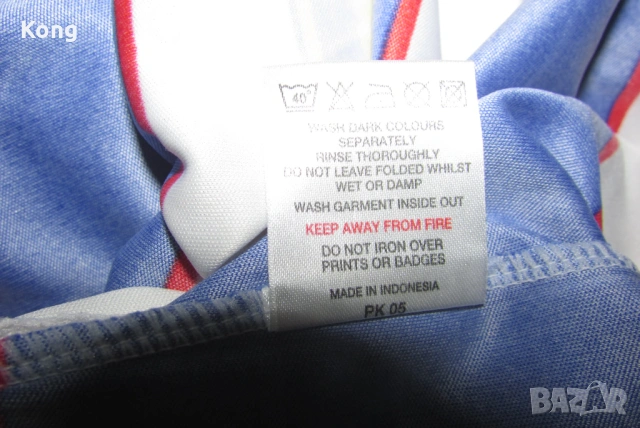 Kong
40°
WASH DARK COLOURS
SEPARATELY
RINSE THOROUGHLY
DO NOT LEAVE FOLDED WHILST
WET OR DAMP
WASH GARMENT INSIDE OUT
KEEP AWAY FROM FIRE
DO NOT IRON OVER
PRINTS OR BADGES
MADE IN INDONESIA
PK 05
BAZAR